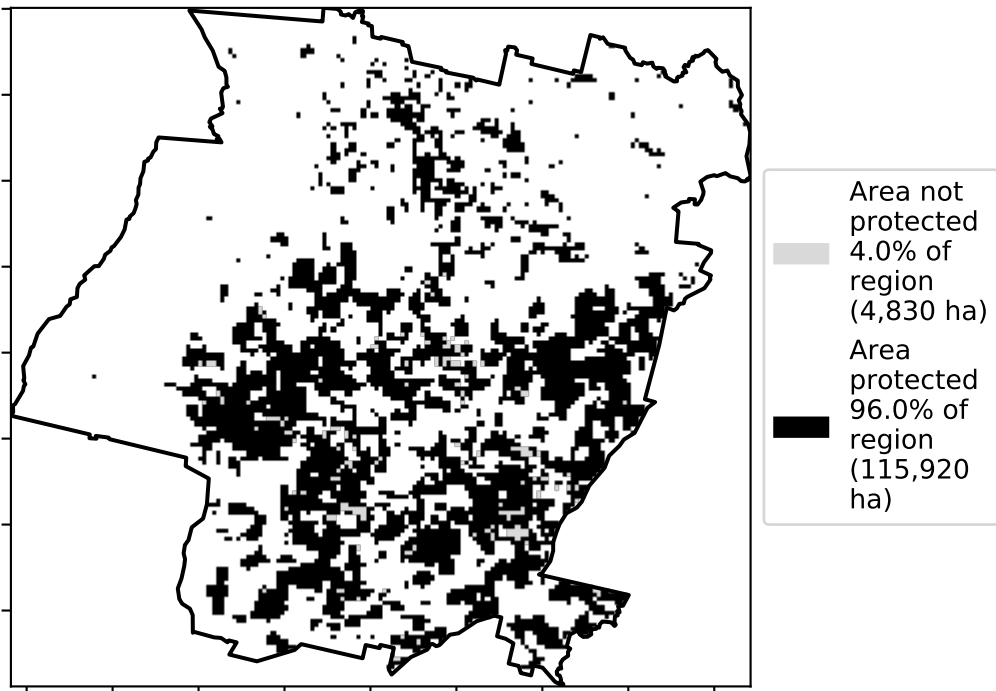 Area not
protected
4.0% of
region
(4,830 ha)
Area
protected
96.0% of
region
(115,920
ha)